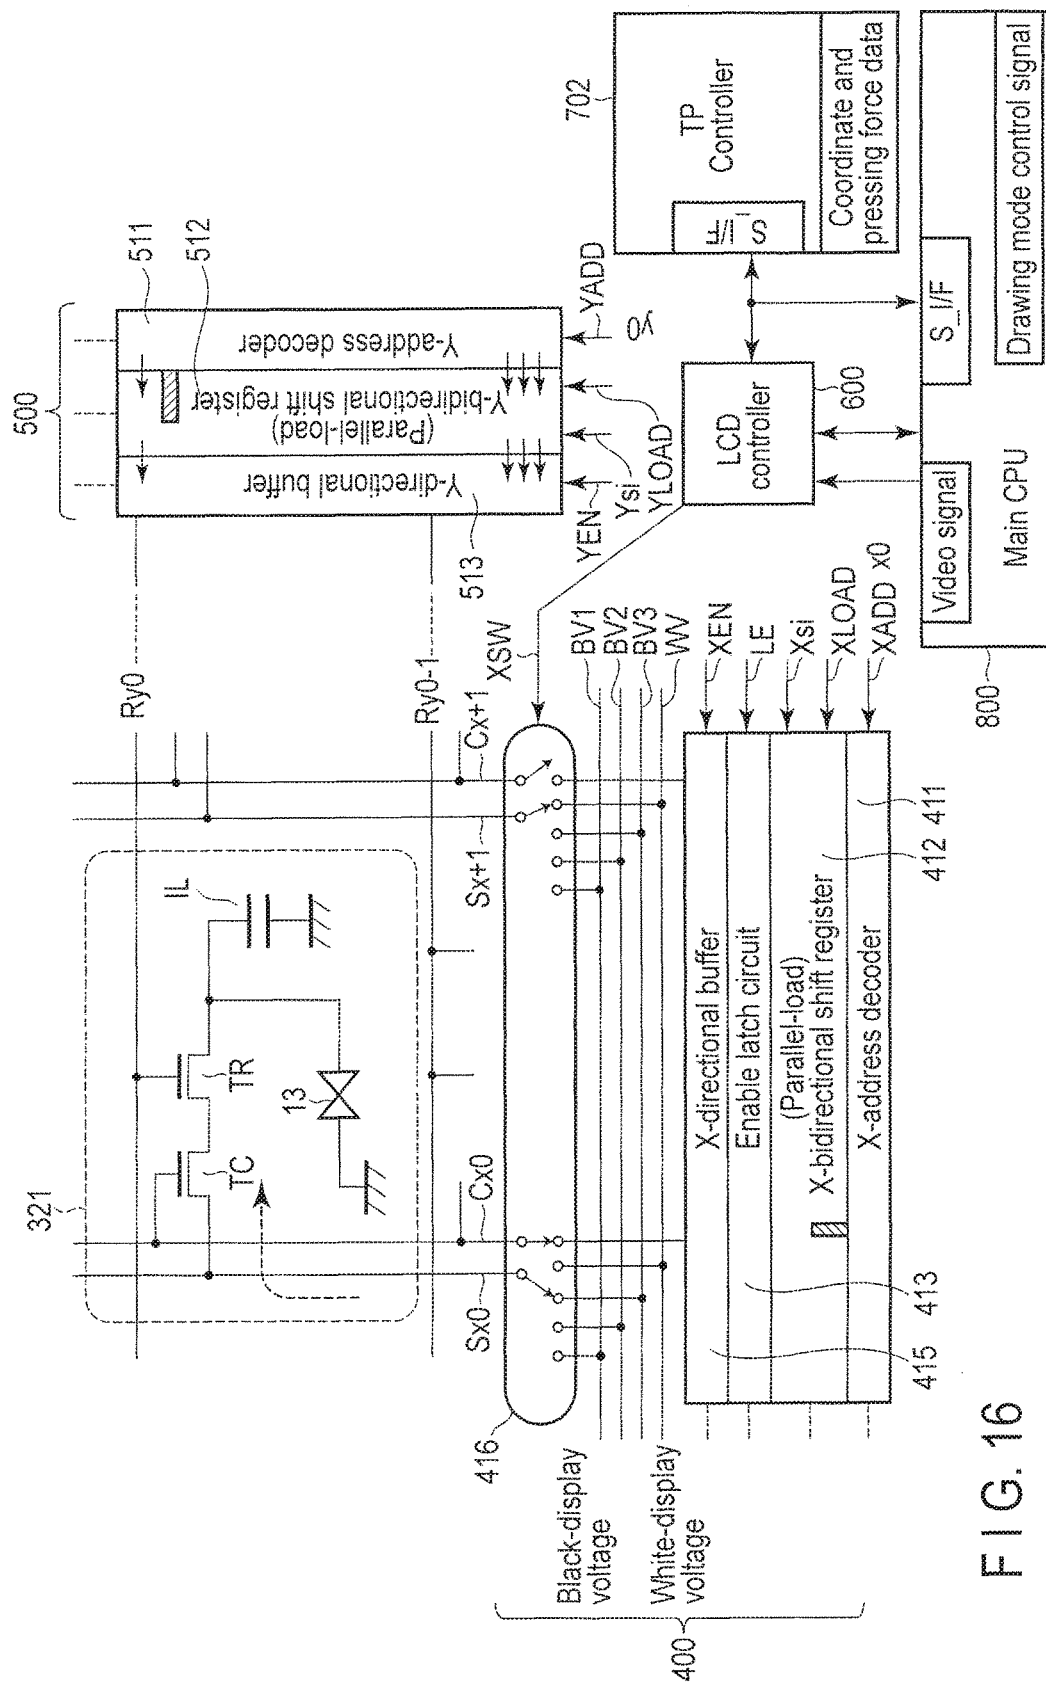 500
511
512
Y-address decoder
Y-bidirectional shift register
(Parallel-load)
Y-directional buffer
513
YADD
y0
YLOAD
Ysi
YEN
Ry0
Ry0-1
321
TC
TR
IL
13
Sx0
Cx0
Sx+1
Cx+1
XSW
416
Black-display
voltage
White-display
voltage
BV1
BV2
BV3
WV
400
X-directional buffer
Enable latch circuit
(Parallel-load)
X-bidirectional shift register
X-address decoder
415
413
412
411
XEN
LE
Xsi
XLOAD
XADD x0
702
TP
Controller
S_I/F
Coordinate and
pressing force data
LCD
controller
600
Video signal
S_I/F
Main CPU
Drawing mode control signal
800
FIG. 16